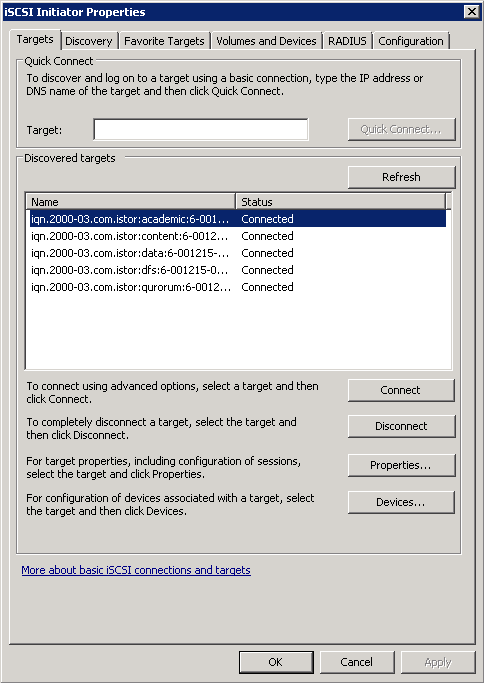 iSCSI Initiator Properties
Targets Discovery Favorite Targets Volumes and Devices RADIUS Configuration
Quick Connect
To discover and log on to a target using a basic connection, type the IP address or
DNS name of the target and then click Quick Connect.
Target: Quick Connect...
Discovered targets
Refresh
Name Status
iqn.2000-03.com.istor:academic:6-001... Connected
iqn.2000-03.com.istor:content:6-0012... Connected
iqn.2000-03.com.istor:data:6-001215-... Connected
iqn.2000-03.com.istor:dfs:6-001215-0... Connected
iqn.2000-03.com.istor:qurorum:6-0012... Connected
To connect using advanced options, select a target and then
click Connect.
Connect
To completely disconnect a target, select the target and
then click Disconnect.
Disconnect
For target properties, including configuration of sessions,
select the target and click Properties.
Properties...
For configuration of devices associated with a target, select
the target and then click Devices.
Devices...
More about basic iSCSI connections and targets
OK Cancel Apply